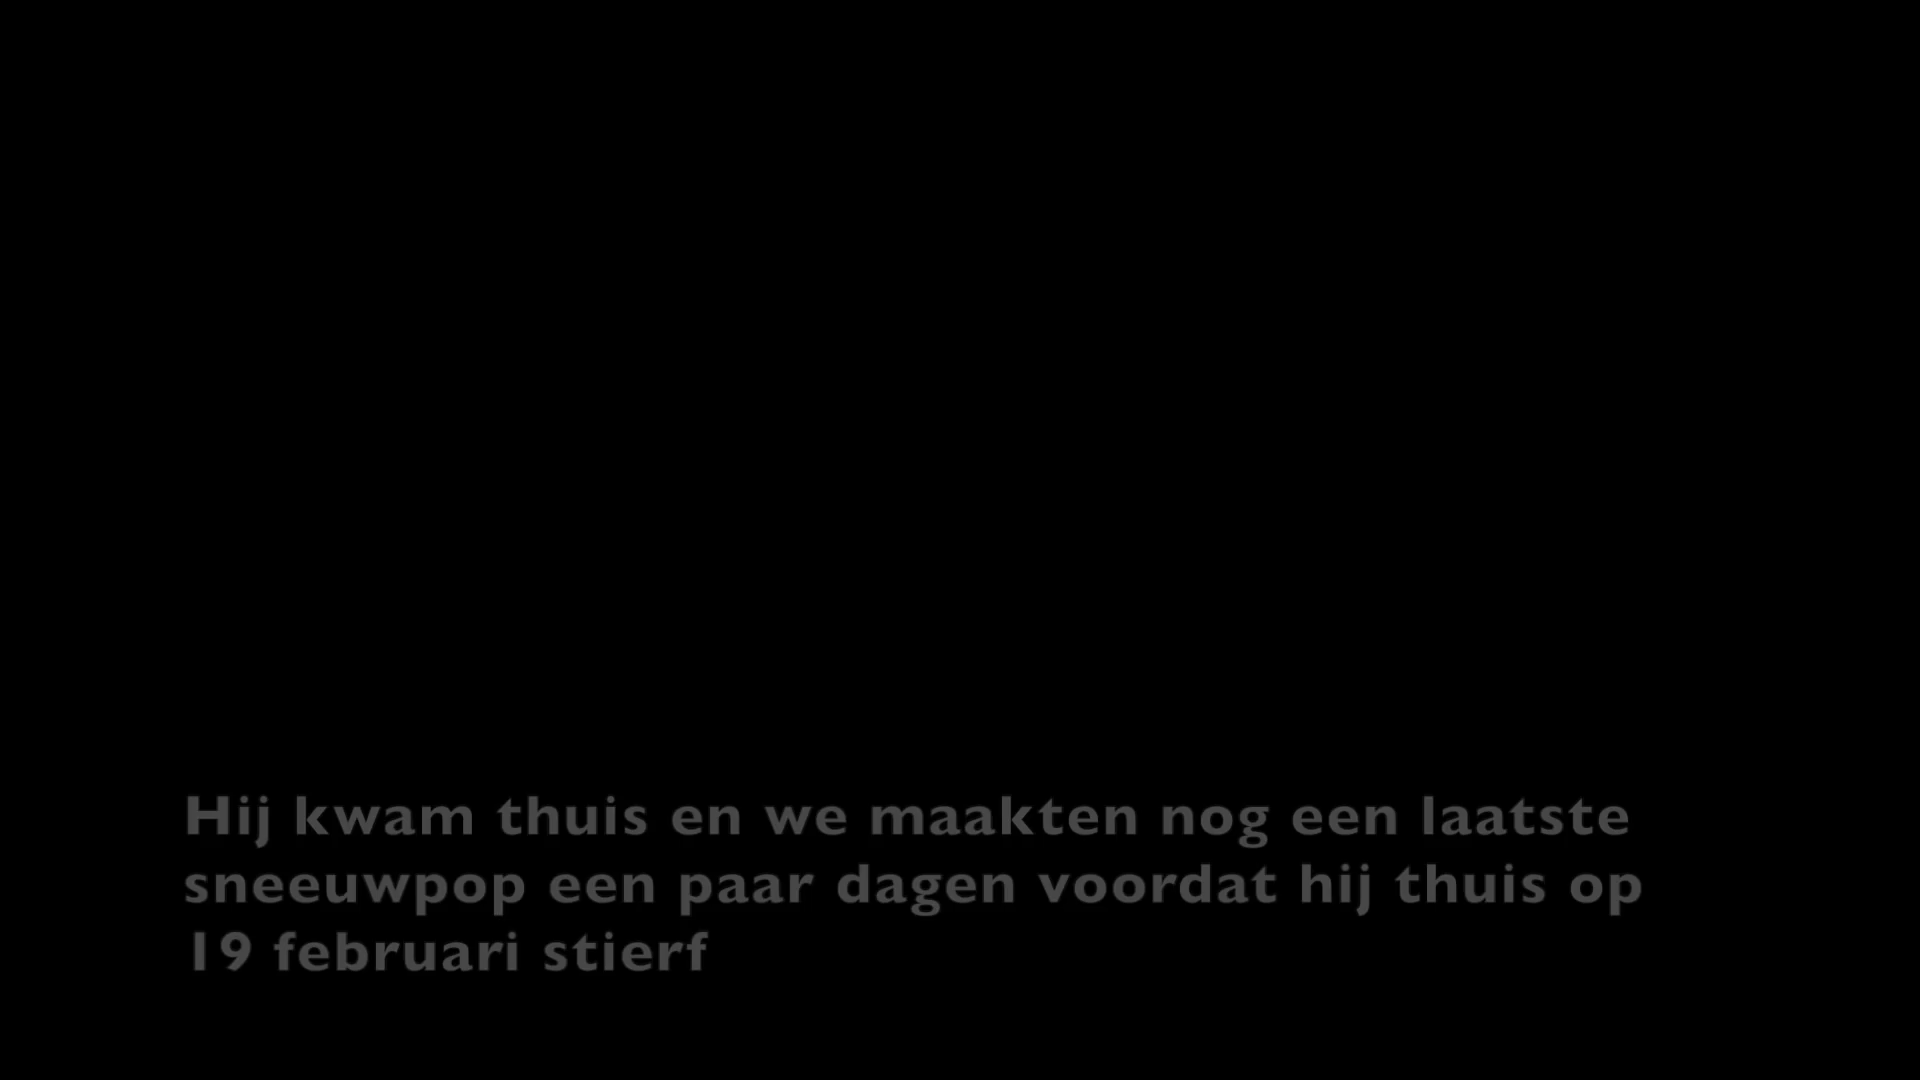 Hij kwam thuis en we maakten nog een laatste
sneeuwpop een paar dagen voordat hij thuis op
19 februari stierf